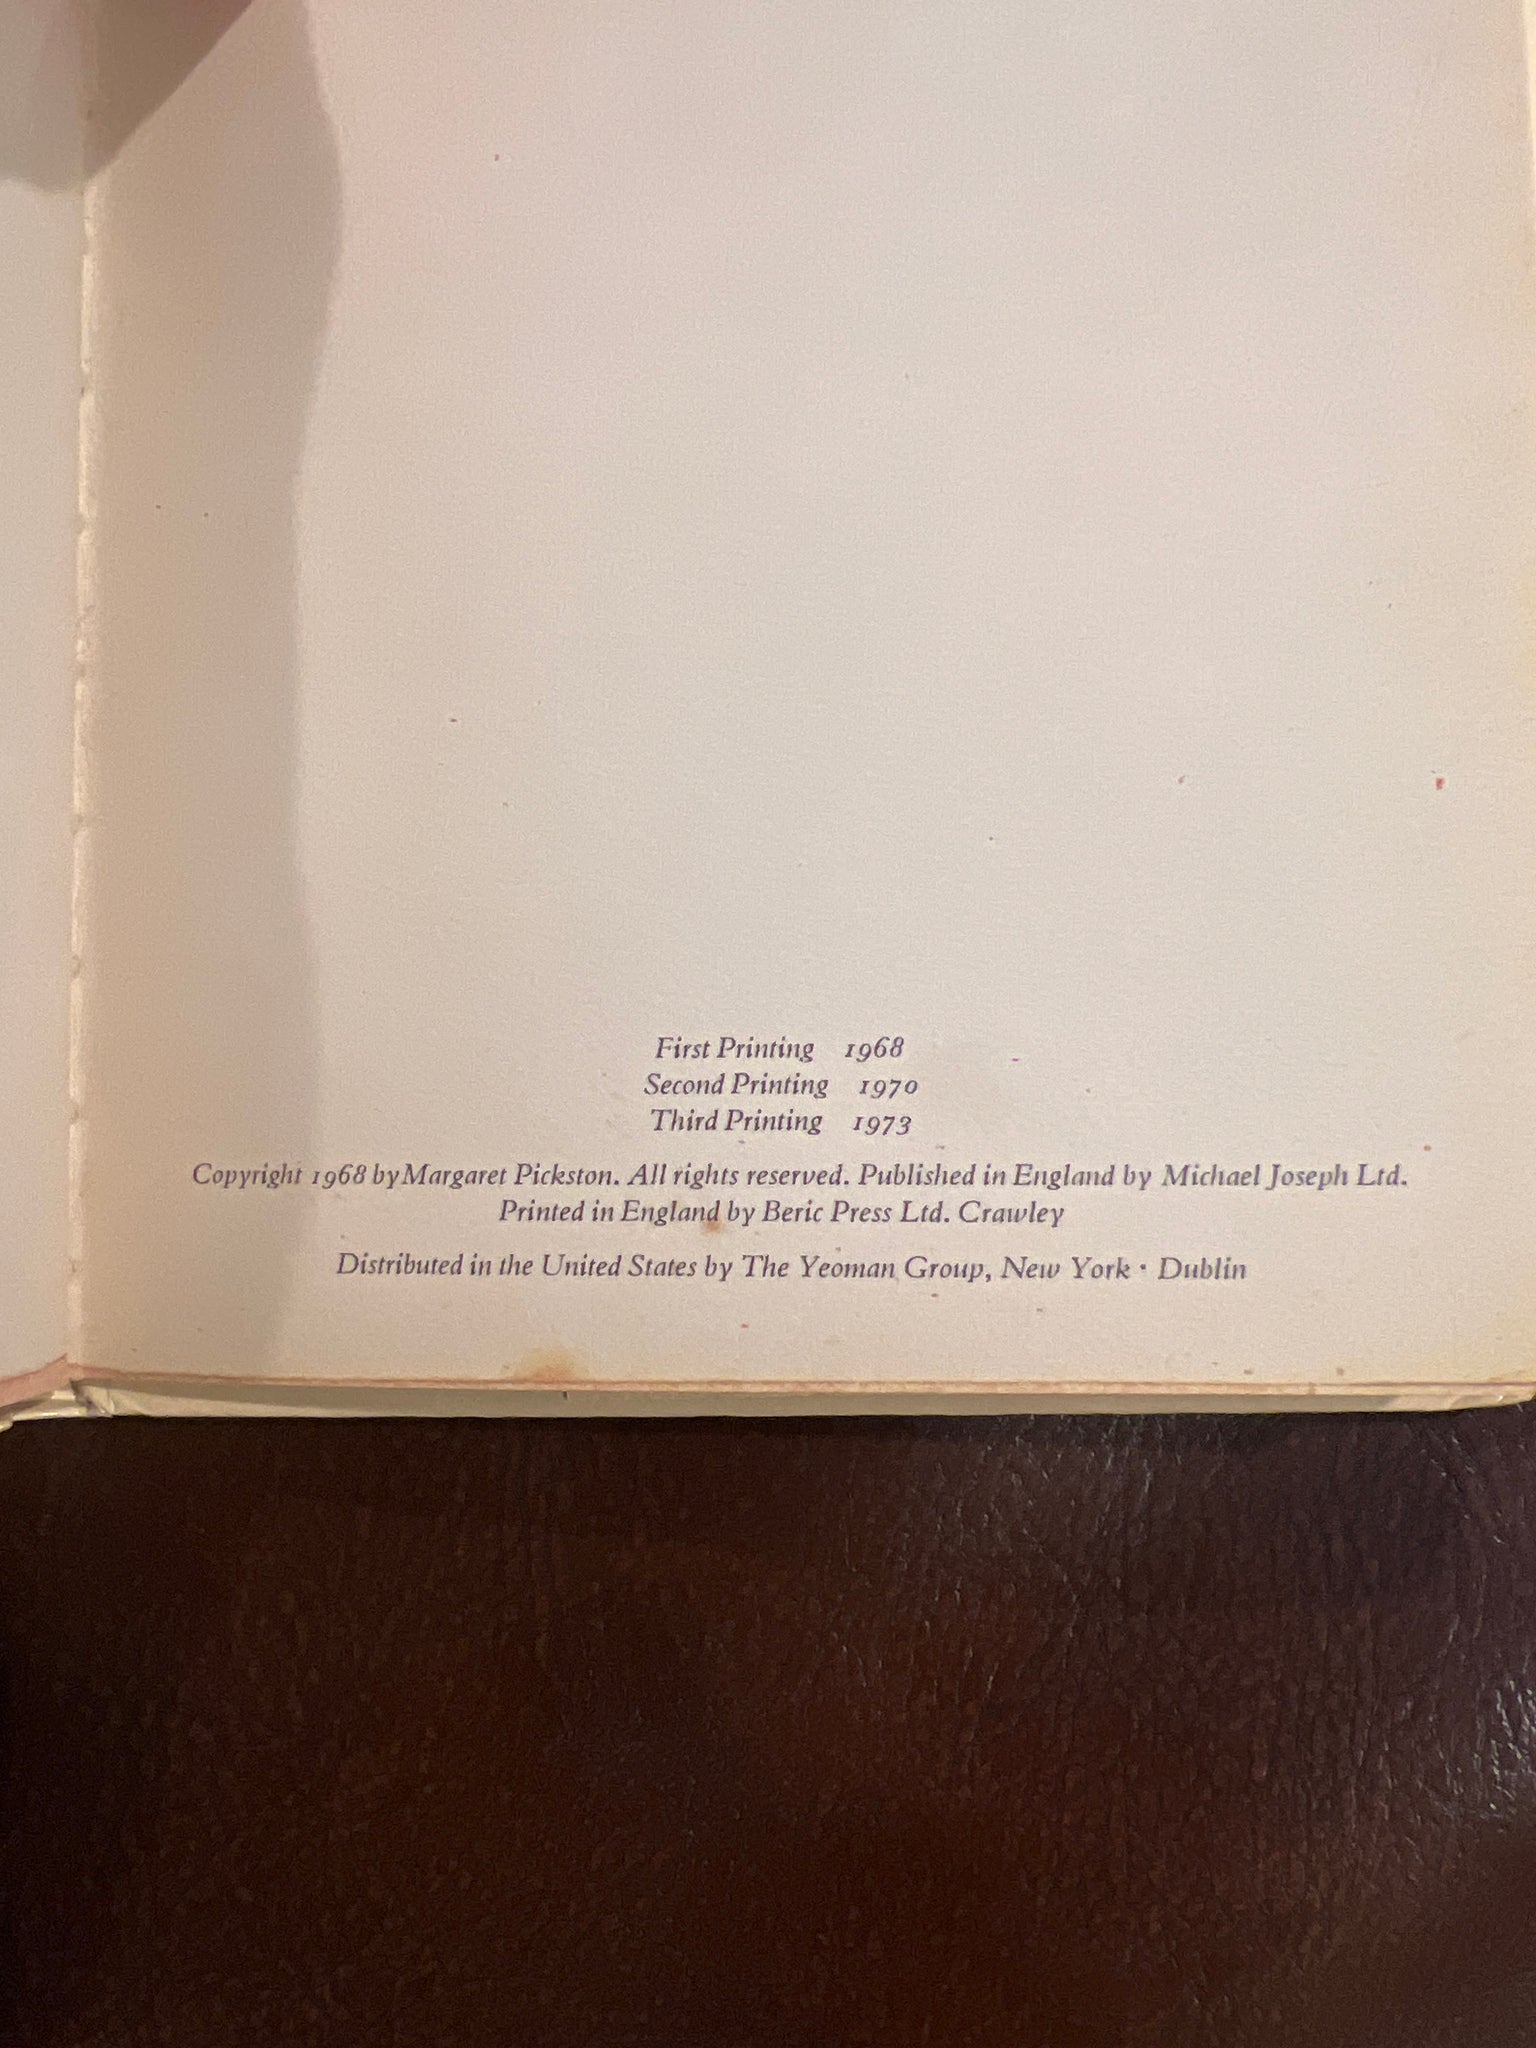 First Printing 1968
Second Printing 1970
Third Printing 1973
Copyright 1968 by Margaret Pickston. All rights reserved. Published in England by Michael Joseph Ltd.
Printed in England by Beric Press Ltd. Crawley
Distributed in the United States by The Yeoman Group, New York · Dublin